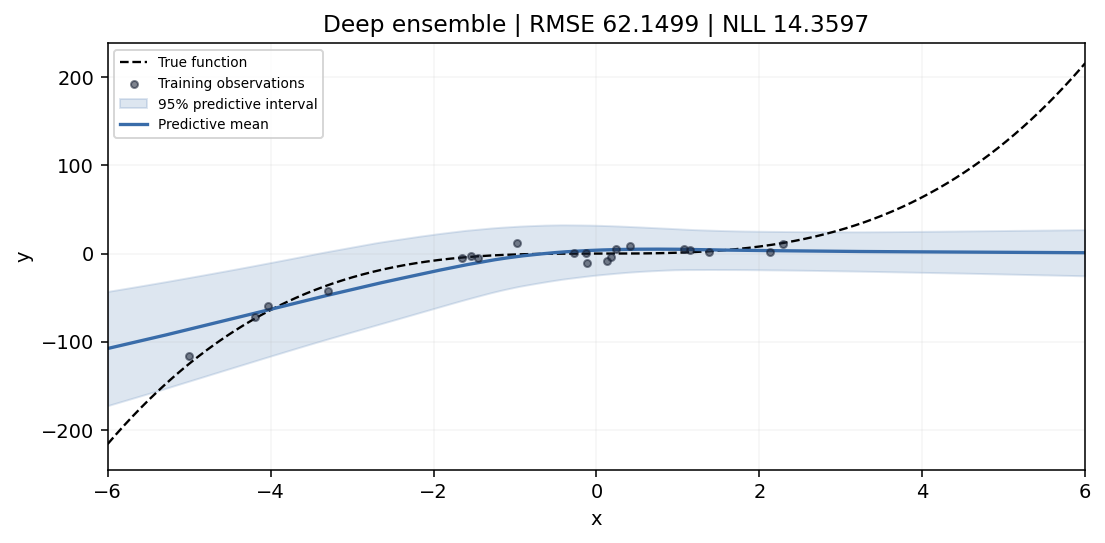 Deep ensemble | RMSE 62.1499 | NLL 14.3597
True function
Training observations
95% predictive interval
Predictive mean
y
200
100
0
−100
−200
−6
−4
−2
0
2
4
6
x